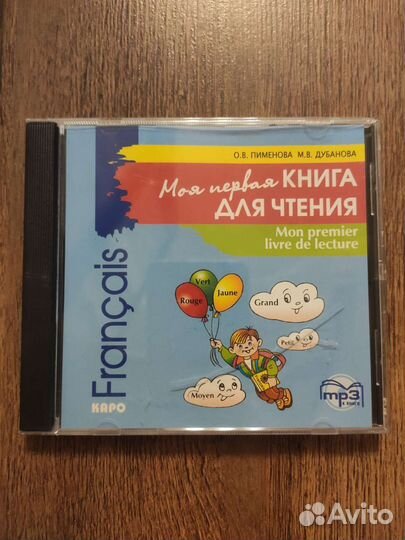 О.В. ПИМЕНОВА М.В. ДУБАНОВА
Моя первая КНИГА
ДЛЯ ЧТЕНИЯ
Mon premier
livre de lecture
Français
Vert
Rouge
Jaune
Grand
Petit
Moyen
КАРО
mp3
К КНИГЕ
Avito